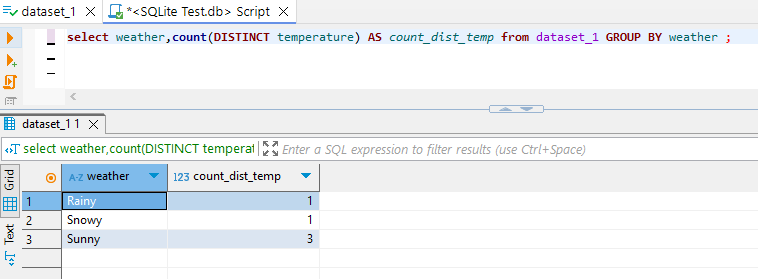 dataset_1 *<SQLite Test.db> Script
select weather,count(DISTINCT temperature) AS count_dist_temp from dataset_1 GROUP BY weather ;
dataset_1 1
select weather,count(DISTINCT temperat Enter a SQL expression to filter results (use Ctrl+Space)
Grid
Text
A-Z weather 123 count_dist_temp
1 Rainy 1
2 Snowy 1
3 Sunny 3